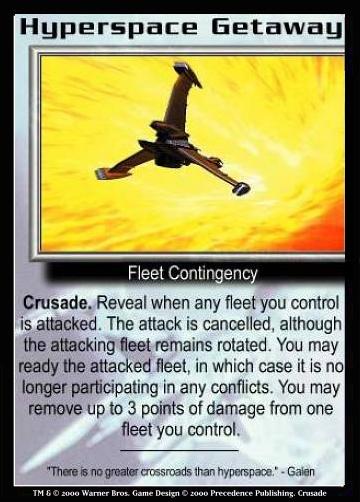 Hyperspace Getaway
Fleet Contingency
Crusade. Reveal when any fleet you control
is attacked. The attack is cancelled, although
the attacking fleet remains rotated. You may
ready the attacked fleet, in which case it is no
longer participating in any conflicts. You may
remove up to 3 points of damage from one
fleet you control.
"There is no greater crossroads than hyperspace." - Galen
TM & © 2000 Warner Bros. Game Design © 2000 Precedence Publishing. Crusade